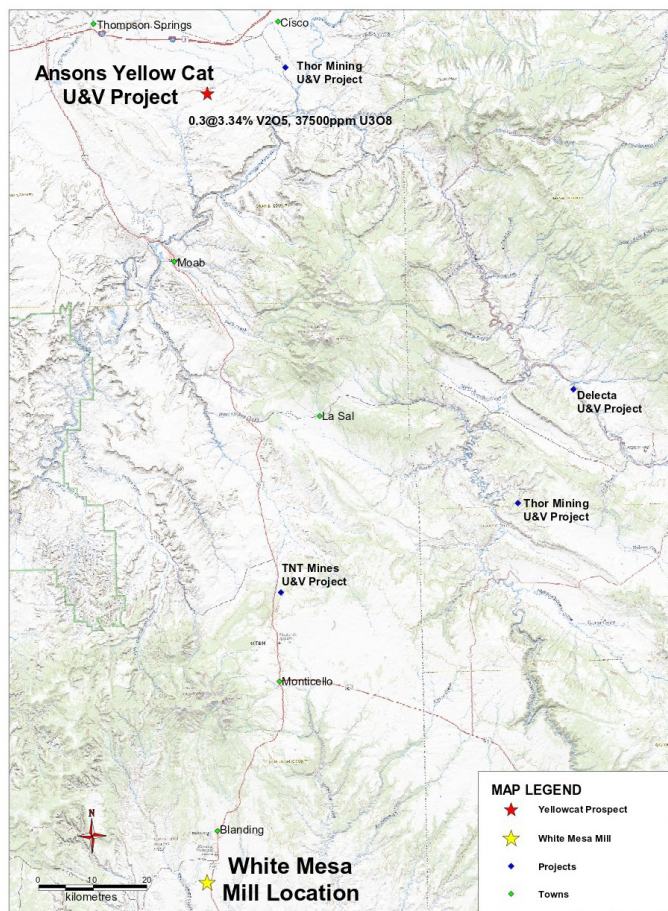 Thompson Springs
Cisco
Thor Mining
U&V Project
Ansons Yellow Cat
U&V Project
0.3@3.34% V2O5, 37500ppm U3O8
Moab
Delecta
U&V Project
La Sal
Thor Mining
U&V Project
TNT Mines
U&V Project
Monticello
Blanding
White Mesa
Mill Location
N
0 10 20
kilometres
MAP LEGEND
Yellowcat Prospect
White Mesa Mill
Projects
Towns